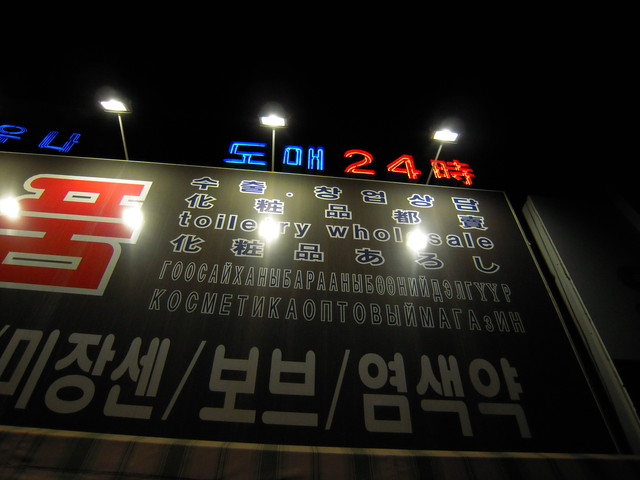 우나 도매 24時
품
수출·창업상담
化粧品都賣
toiletry wholesale
化粧品あろし
ГООСАЙХАНЫБАРААНЫБӨӨНИЙДЭЛГҮҮР
КОСМЕТИКАОПТОВЫЙМАГАзИН
/미장센/보브/염색약